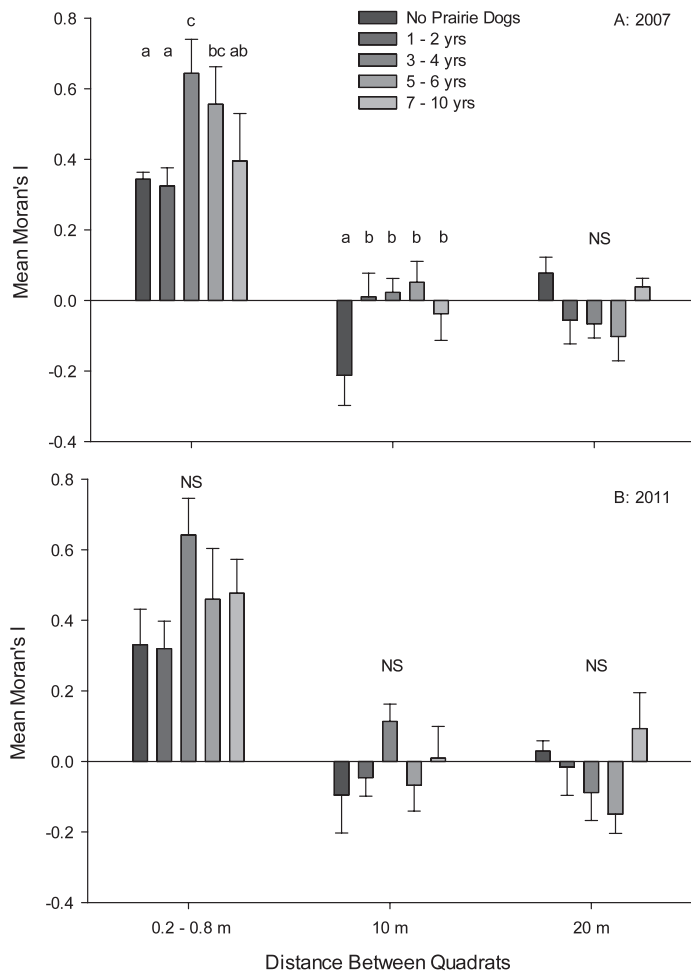 A: 2007
No Prairie Dogs
1 - 2 yrs
3 - 4 yrs
5 - 6 yrs
7 - 10 yrs
Mean Moran's I
0.8
0.6
0.4
0.2
0.0
-0.2
-0.4
a a c bc ab
a b b b b
NS
B: 2011
Mean Moran's I
0.8
0.6
0.4
0.2
0.0
-0.2
-0.4
NS
NS
NS
0.2 - 0.8 m 10 m 20 m
Distance Between Quadrats